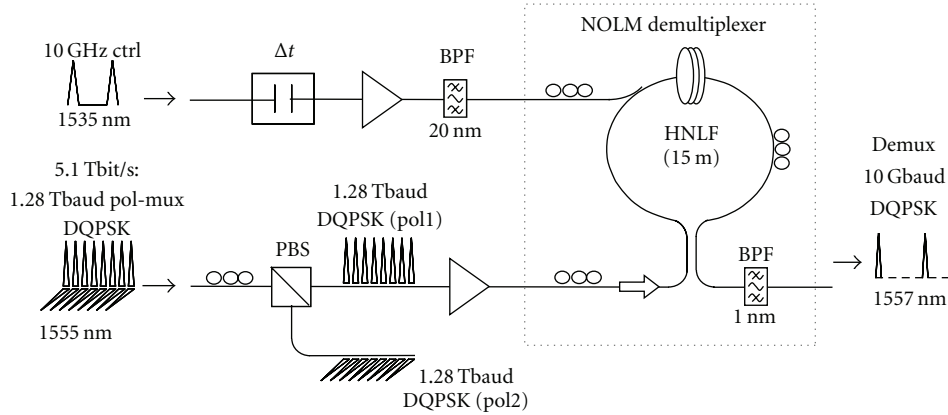 NOLM demultiplexer
10 GHz ctrl
Δt
BPF
1535 nm
20 nm
HNLF
(15 m)
5.1 Tbit/s:
1.28 Tbaud pol-mux
DQPSK
1.28 Tbaud
DQPSK (pol1)
PBS
BPF
1 nm
Demux
10 Gbaud
DQPSK
1557 nm
1555 nm
1.28 Tbaud
DQPSK (pol2)